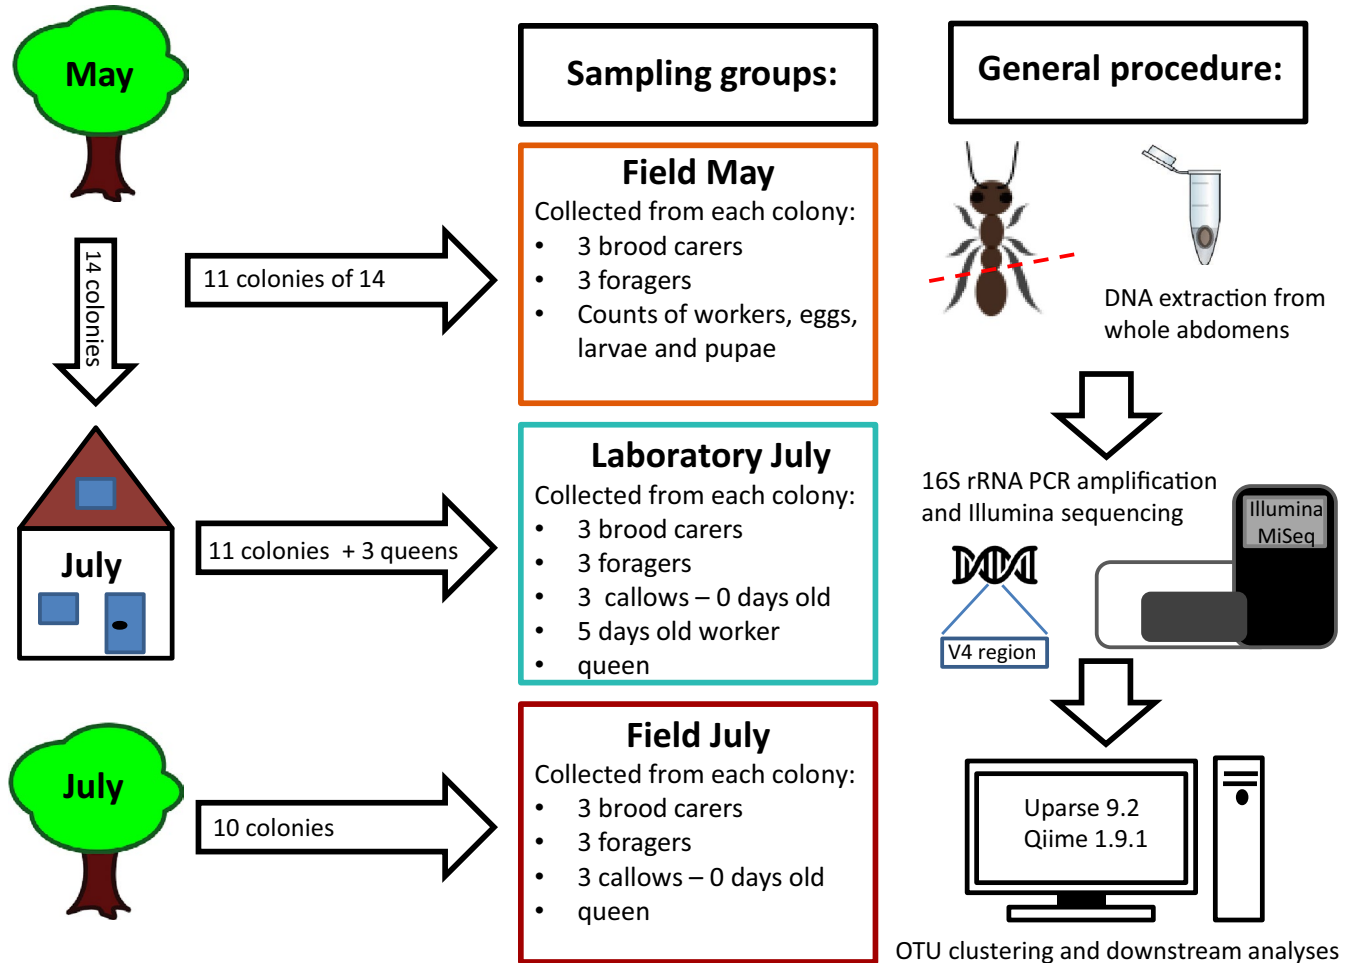 May
14 colonies
11 colonies of 14
July
11 colonies + 3 queens
July
10 colonies
Sampling groups:
Field May
Collected from each colony:
• 3 brood carers
• 3 foragers
• Counts of workers, eggs,
larvae and pupae
Laboratory July
Collected from each colony:
• 3 brood carers
• 3 foragers
• 3 callows – 0 days old
• 5 days old worker
• queen
Field July
Collected from each colony:
• 3 brood carers
• 3 foragers
• 3 callows – 0 days old
• queen
General procedure:
DNA extraction from
whole abdomens
16S rRNA PCR amplification
and Illumina sequencing
Illumina
MiSeq
V4 region
Uparse 9.2
Qiime 1.9.1
OTU clustering and downstream analyses